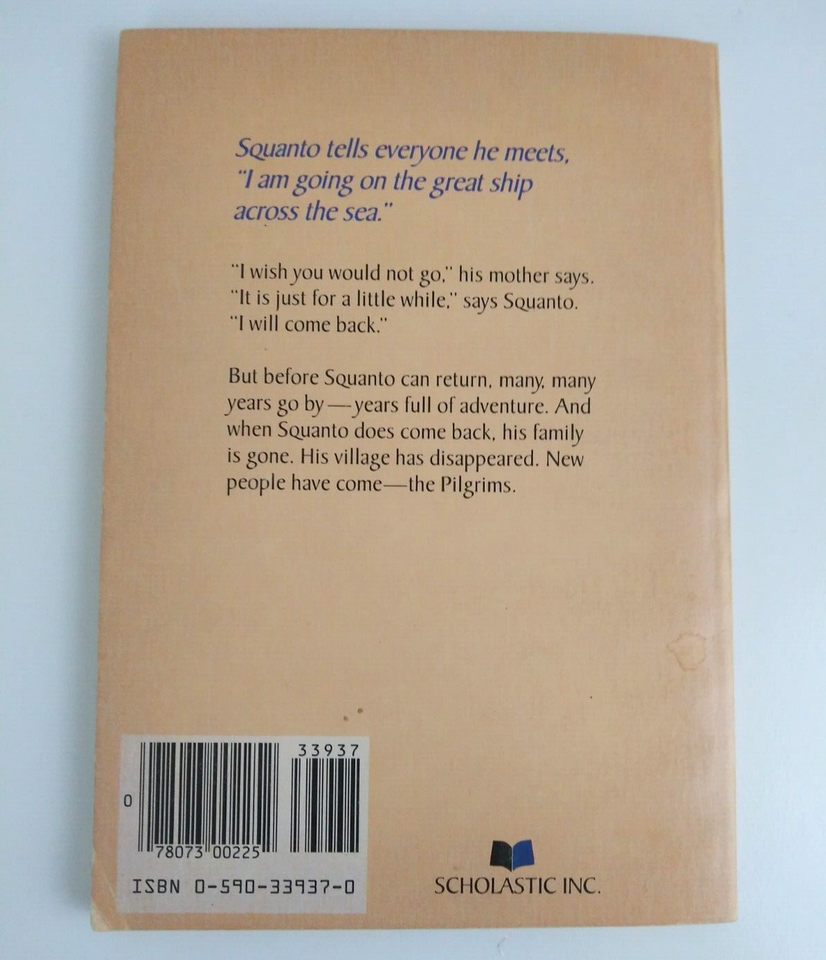 Squanto tells everyone he meets,
"I am going on the great ship
across the sea."
"I wish you would not go," his mother says.
"It is just for a little while," says Squanto.
"I will come back."
But before Squanto can return, many, many
years go by—years full of adventure. And
when Squanto does come back, his family
is gone. His village has disappeared. New
people have come—the Pilgrims.
33937
0
78073 00225
ISBN 0-590-33937-0
SCHOLASTIC INC.